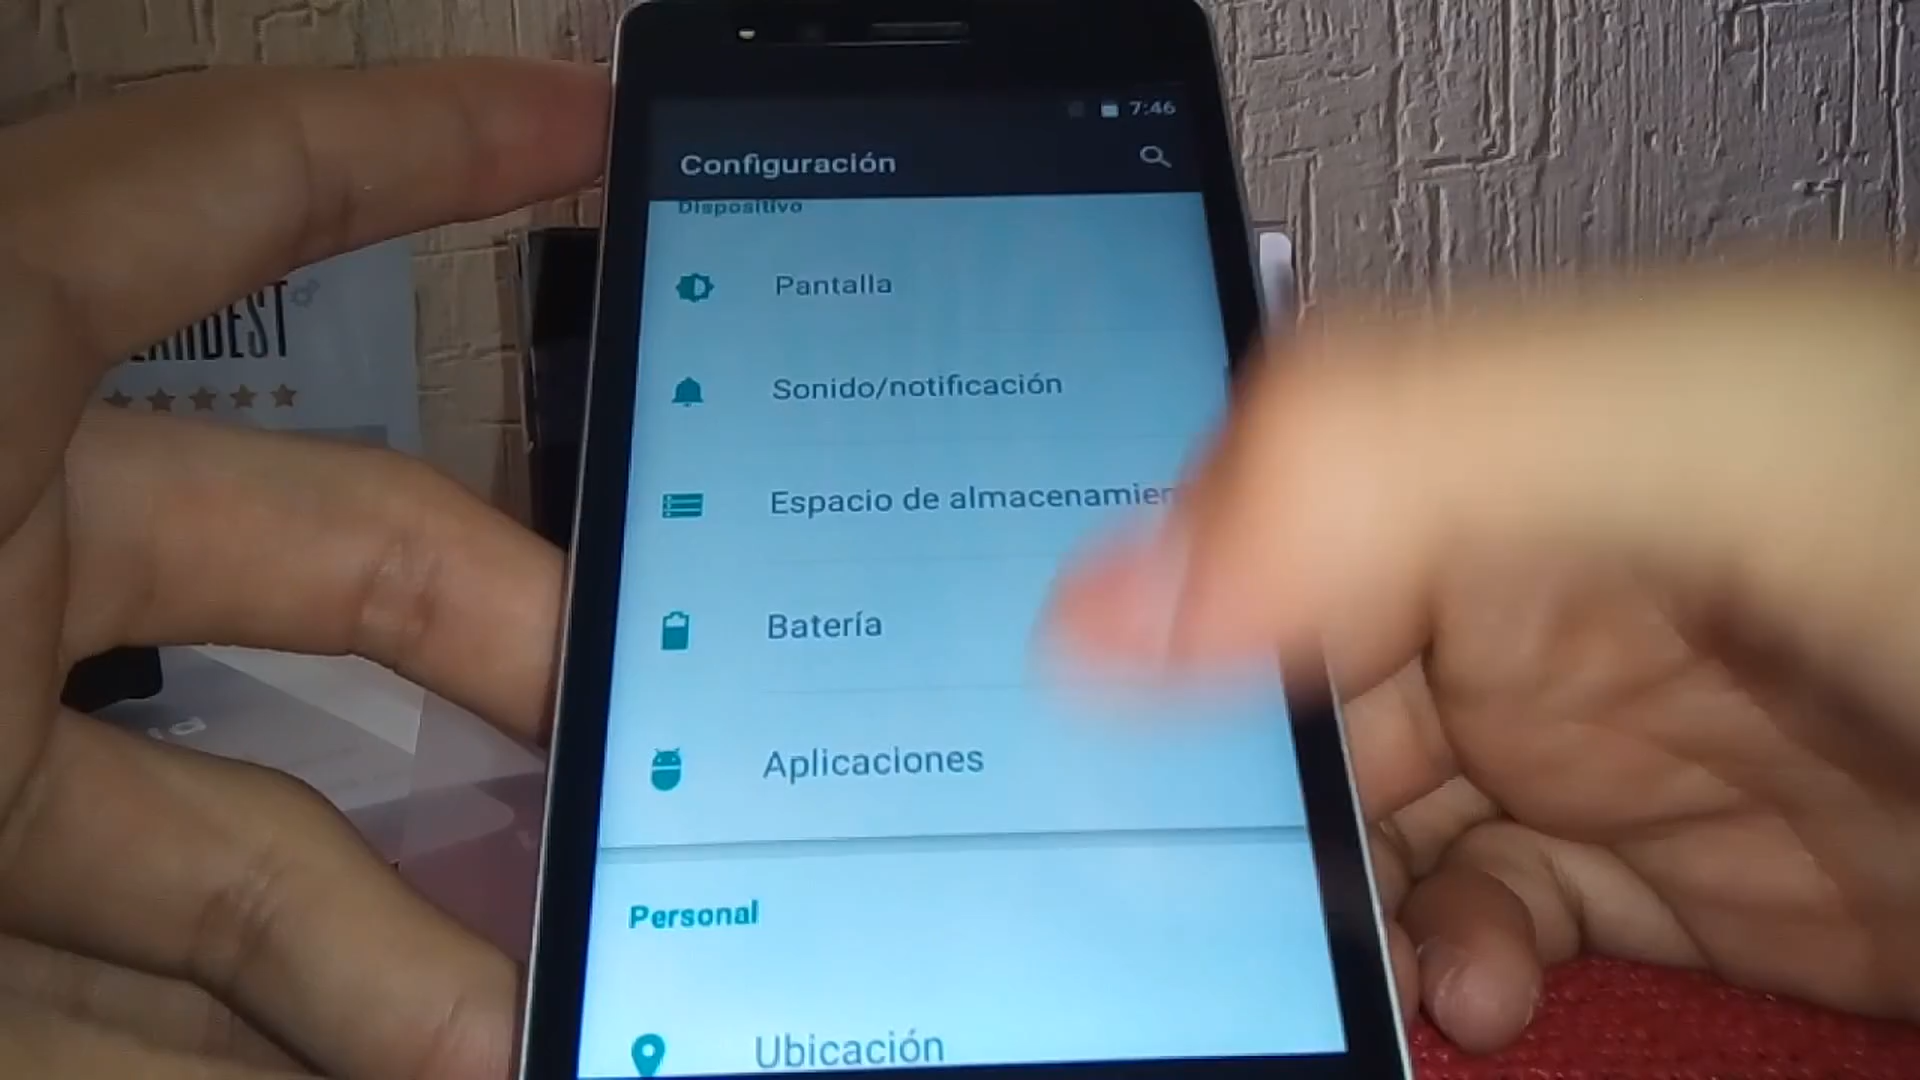 7:46
Configuración
Dispositivo
Pantalla
Sonido/notificación
Espacio de almacenamien
Batería
Aplicaciones
Personal
Ubicación